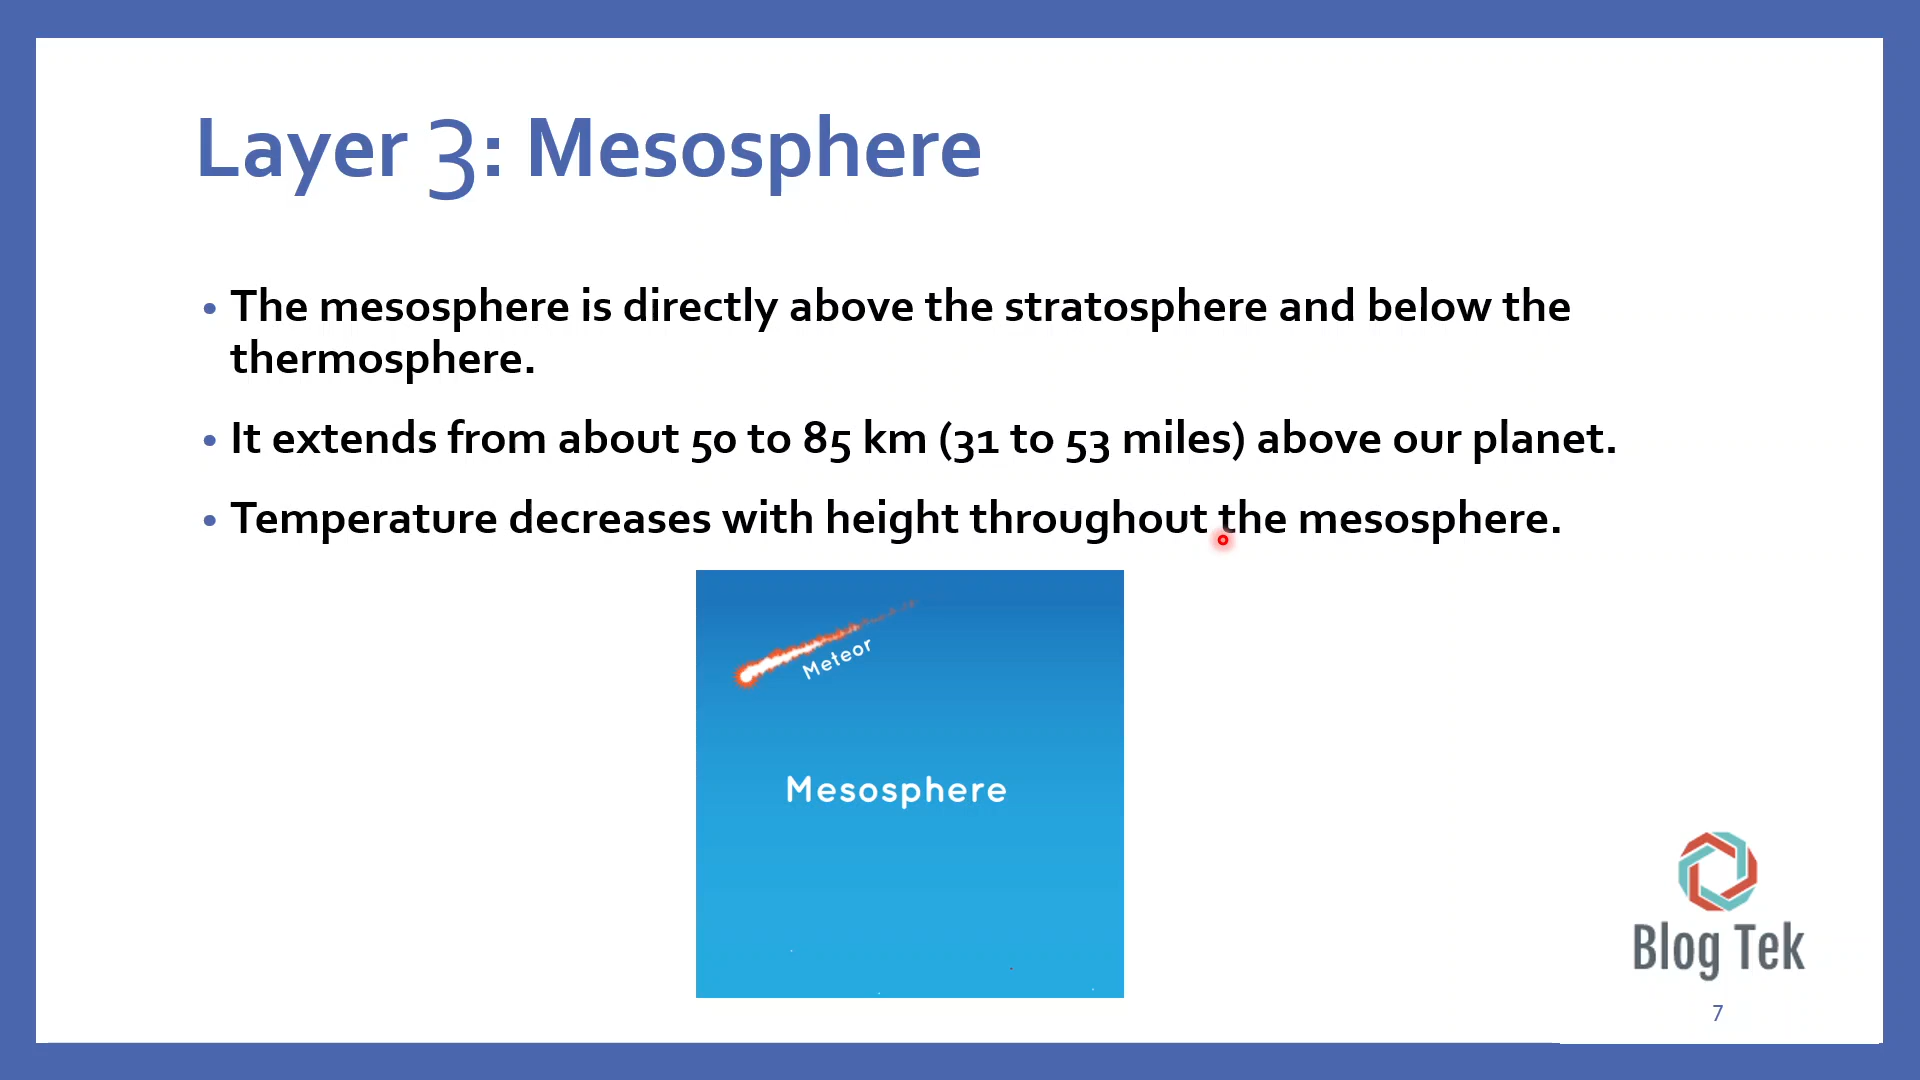 Layer 3: Mesosphere
• The mesosphere is directly above the stratosphere and below the
thermosphere.
• It extends from about 50 to 85 km (31 to 53 miles) above our planet.
• Temperature decreases with height throughout the mesosphere.
Meteor
Mesosphere
Blog Tek
7